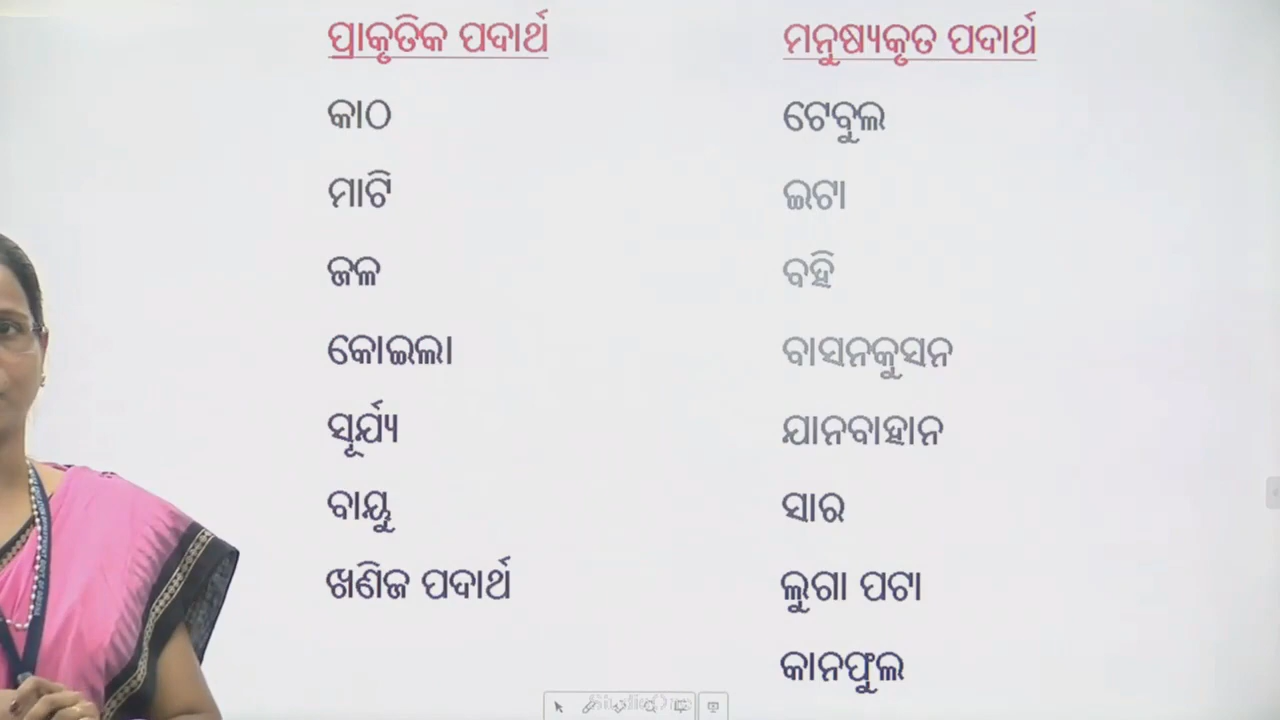 ପ୍ରାକୃତିକ ପଦାର୍ଥ
କାଠ
ମାଟି
ଜଳ
କୋଇଲା
ସୂର୍ଯ୍ୟ
ବାୟୁ
ଖଣିଜ ପଦାର୍ଥ
ମନୁଷ୍ୟକୃତ ପଦାର୍ଥ
ଟେବୁଲ
ଇଟା
ବହି
ବାସନକୁସନ
ଯାନବାହାନ
ସାର
ଲୁଗା ପଟା
କାନଫୁଲ